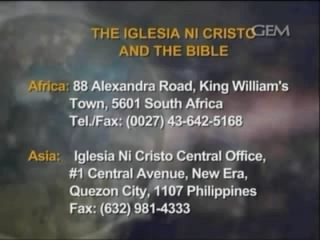 THE IGLESIA NI CRISTO
GEM
AND THE BIBLE
Africa: 88 Alexandra Road, King William's
Town, 5601 South Africa
Tel./Fax: (0027) 43-642-5168
Asia: Iglesia Ni Cristo Central Office,
#1 Central Avenue, New Era,
Quezon City, 1107 Philippines
Fax: (632) 981-4333